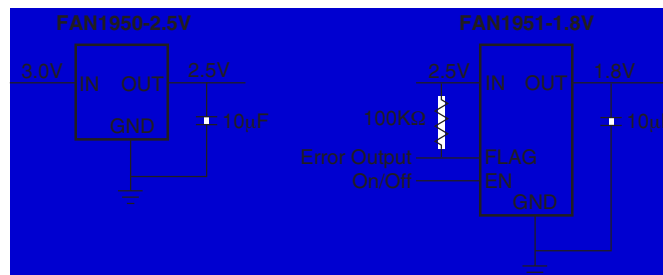 FAN1950-2.5V
3.0V
IN
OUT
2.5V
10µF
GND
FAN1951-1.8V
2.5V
IN
OUT
1.8V
100KΩ
10µ
Error Output
FLAG
On/Off
EN
GND